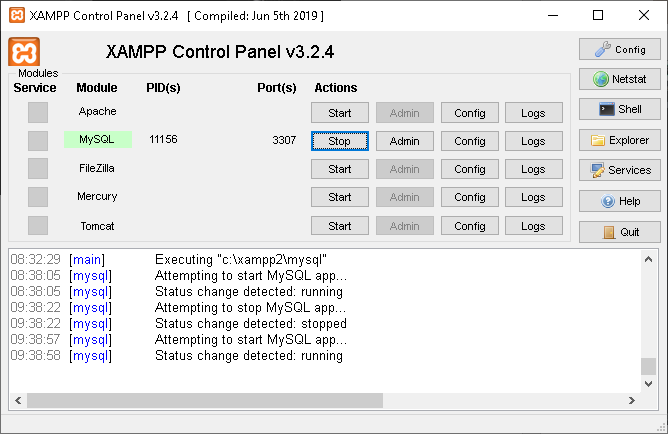 XAMPP Control Panel v3.2.4 [ Compiled: Jun 5th 2019 ]
XAMPP Control Panel v3.2.4
Config
Modules
Service Module PID(s) Port(s) Actions
Netstat
Apache Start Admin Config Logs
Shell
MySQL 11156 3307 Stop Admin Config Logs
Explorer
FileZilla Start Admin Config Logs
Services
Mercury Start Admin Config Logs
Help
Tomcat Start Admin Config Logs
Quit
08:32:29 [main] Executing "c:\xampp2\mysql"
08:38:05 [mysql] Attempting to start MySQL app...
08:38:05 [mysql] Status change detected: running
09:38:22 [mysql] Attempting to stop MySQL app...
09:38:22 [mysql] Status change detected: stopped
09:38:57 [mysql] Attempting to start MySQL app...
09:38:58 [mysql] Status change detected: running